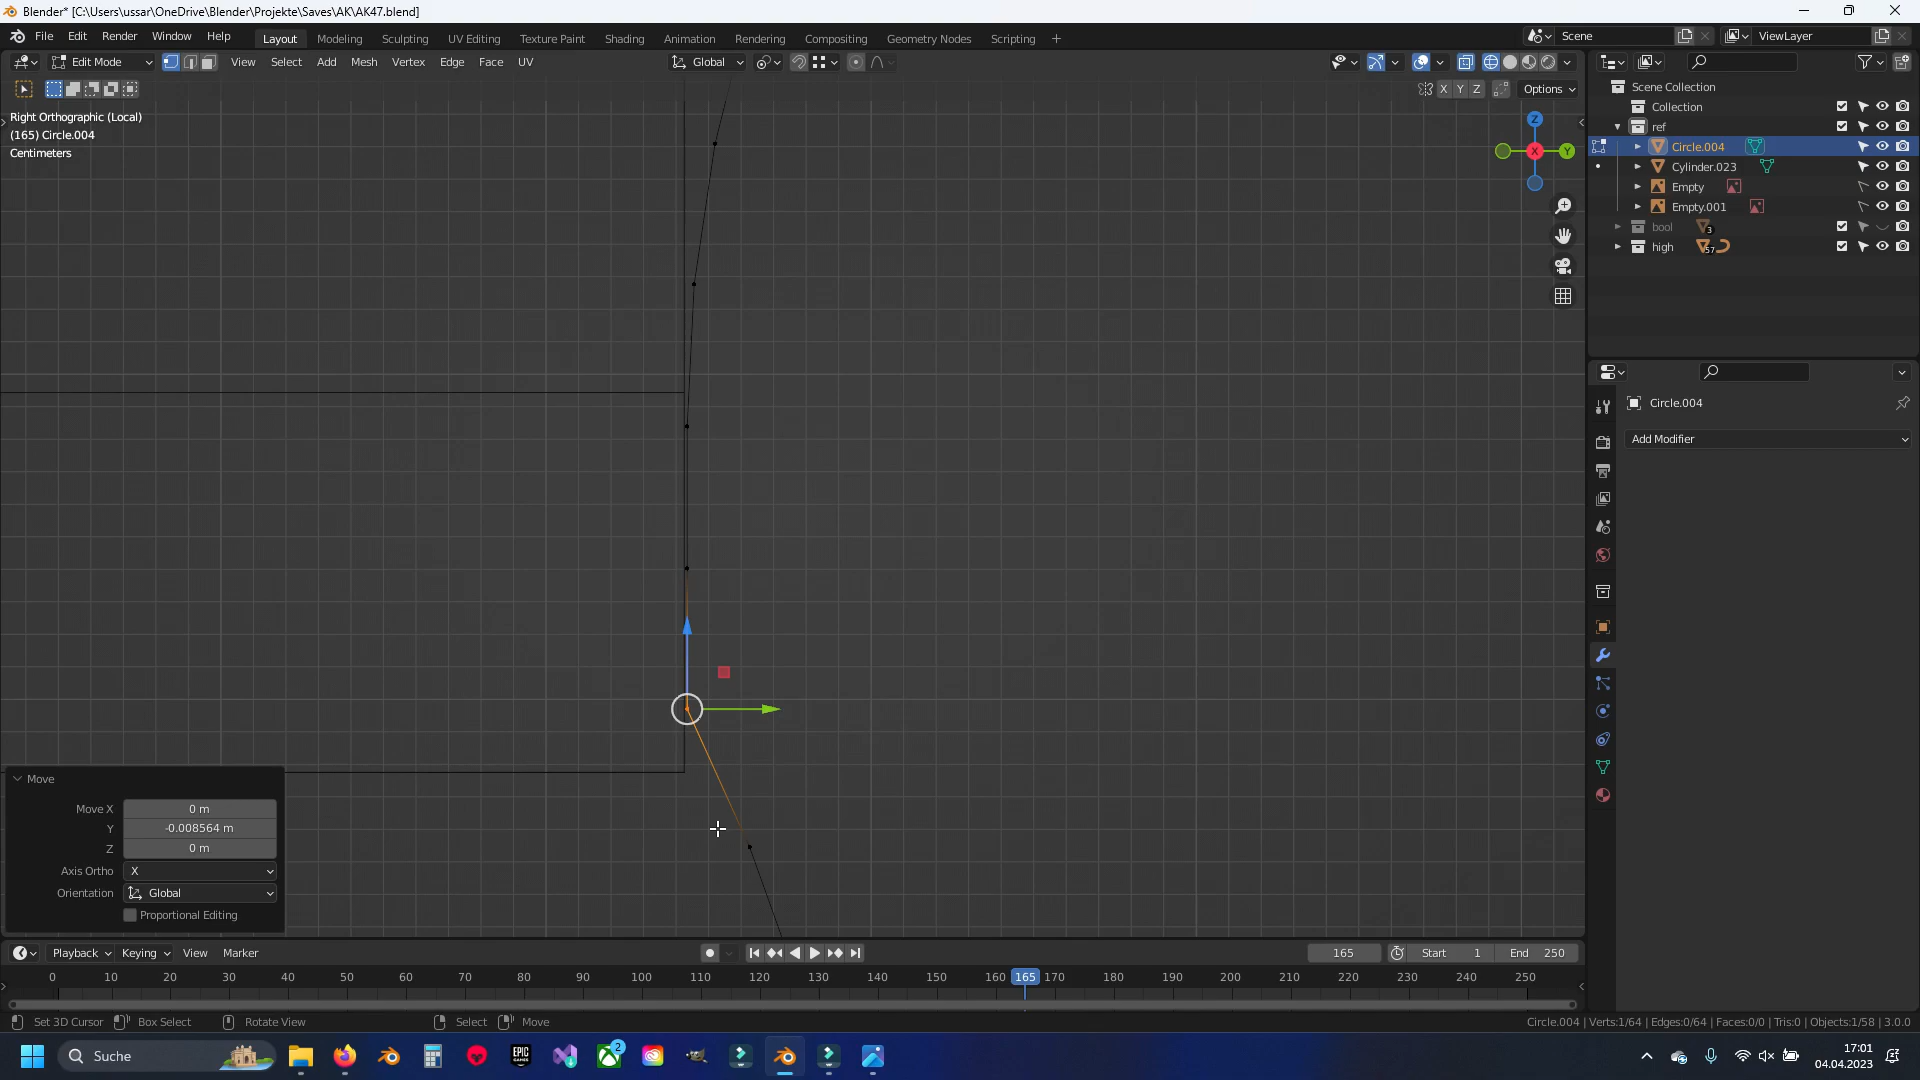 Blender* [C:\Users\ussar\OneDrive\Blender\Projekte\Saves\AK\AK47.blend]
File Edit Render Window Help Layout Modeling Sculpting UV Editing Texture Paint Shading Animation Rendering Compositing Geometry Nodes Scripting + Scene ViewLayer
Edit Mode View Select Add Mesh Vertex Edge Face UV Global
X Y Z Options
Right Orthographic (Local)
(165) Circle.004
Centimeters
Z
X Y
Scene Collection
Collection
ref
Circle.004
Cylinder.023
Empty
Empty.001
bool 3
high 57
Circle.004
Add Modifier
Move
Move X 0 m
Y -0.008564 m
Z 0 m
Axis Ortho X
Orientation Global
Proportional Editing
Playback Keying View Marker 165 Start 1 End 250
0 10 20 30 40 50 60 70 80 90 100 110 120 130 140 150 160 165 170 180 190 200 210 220 230 240 250
Set 3D Cursor Box Select Rotate View Select Move Circle.004 | Verts:1/64 | Edges:0/64 | Faces:0/0 | Tris:0 | Objects:1/58 | 3.0.0
Suche EPIC GAMES 2
17:01
04.04.2023